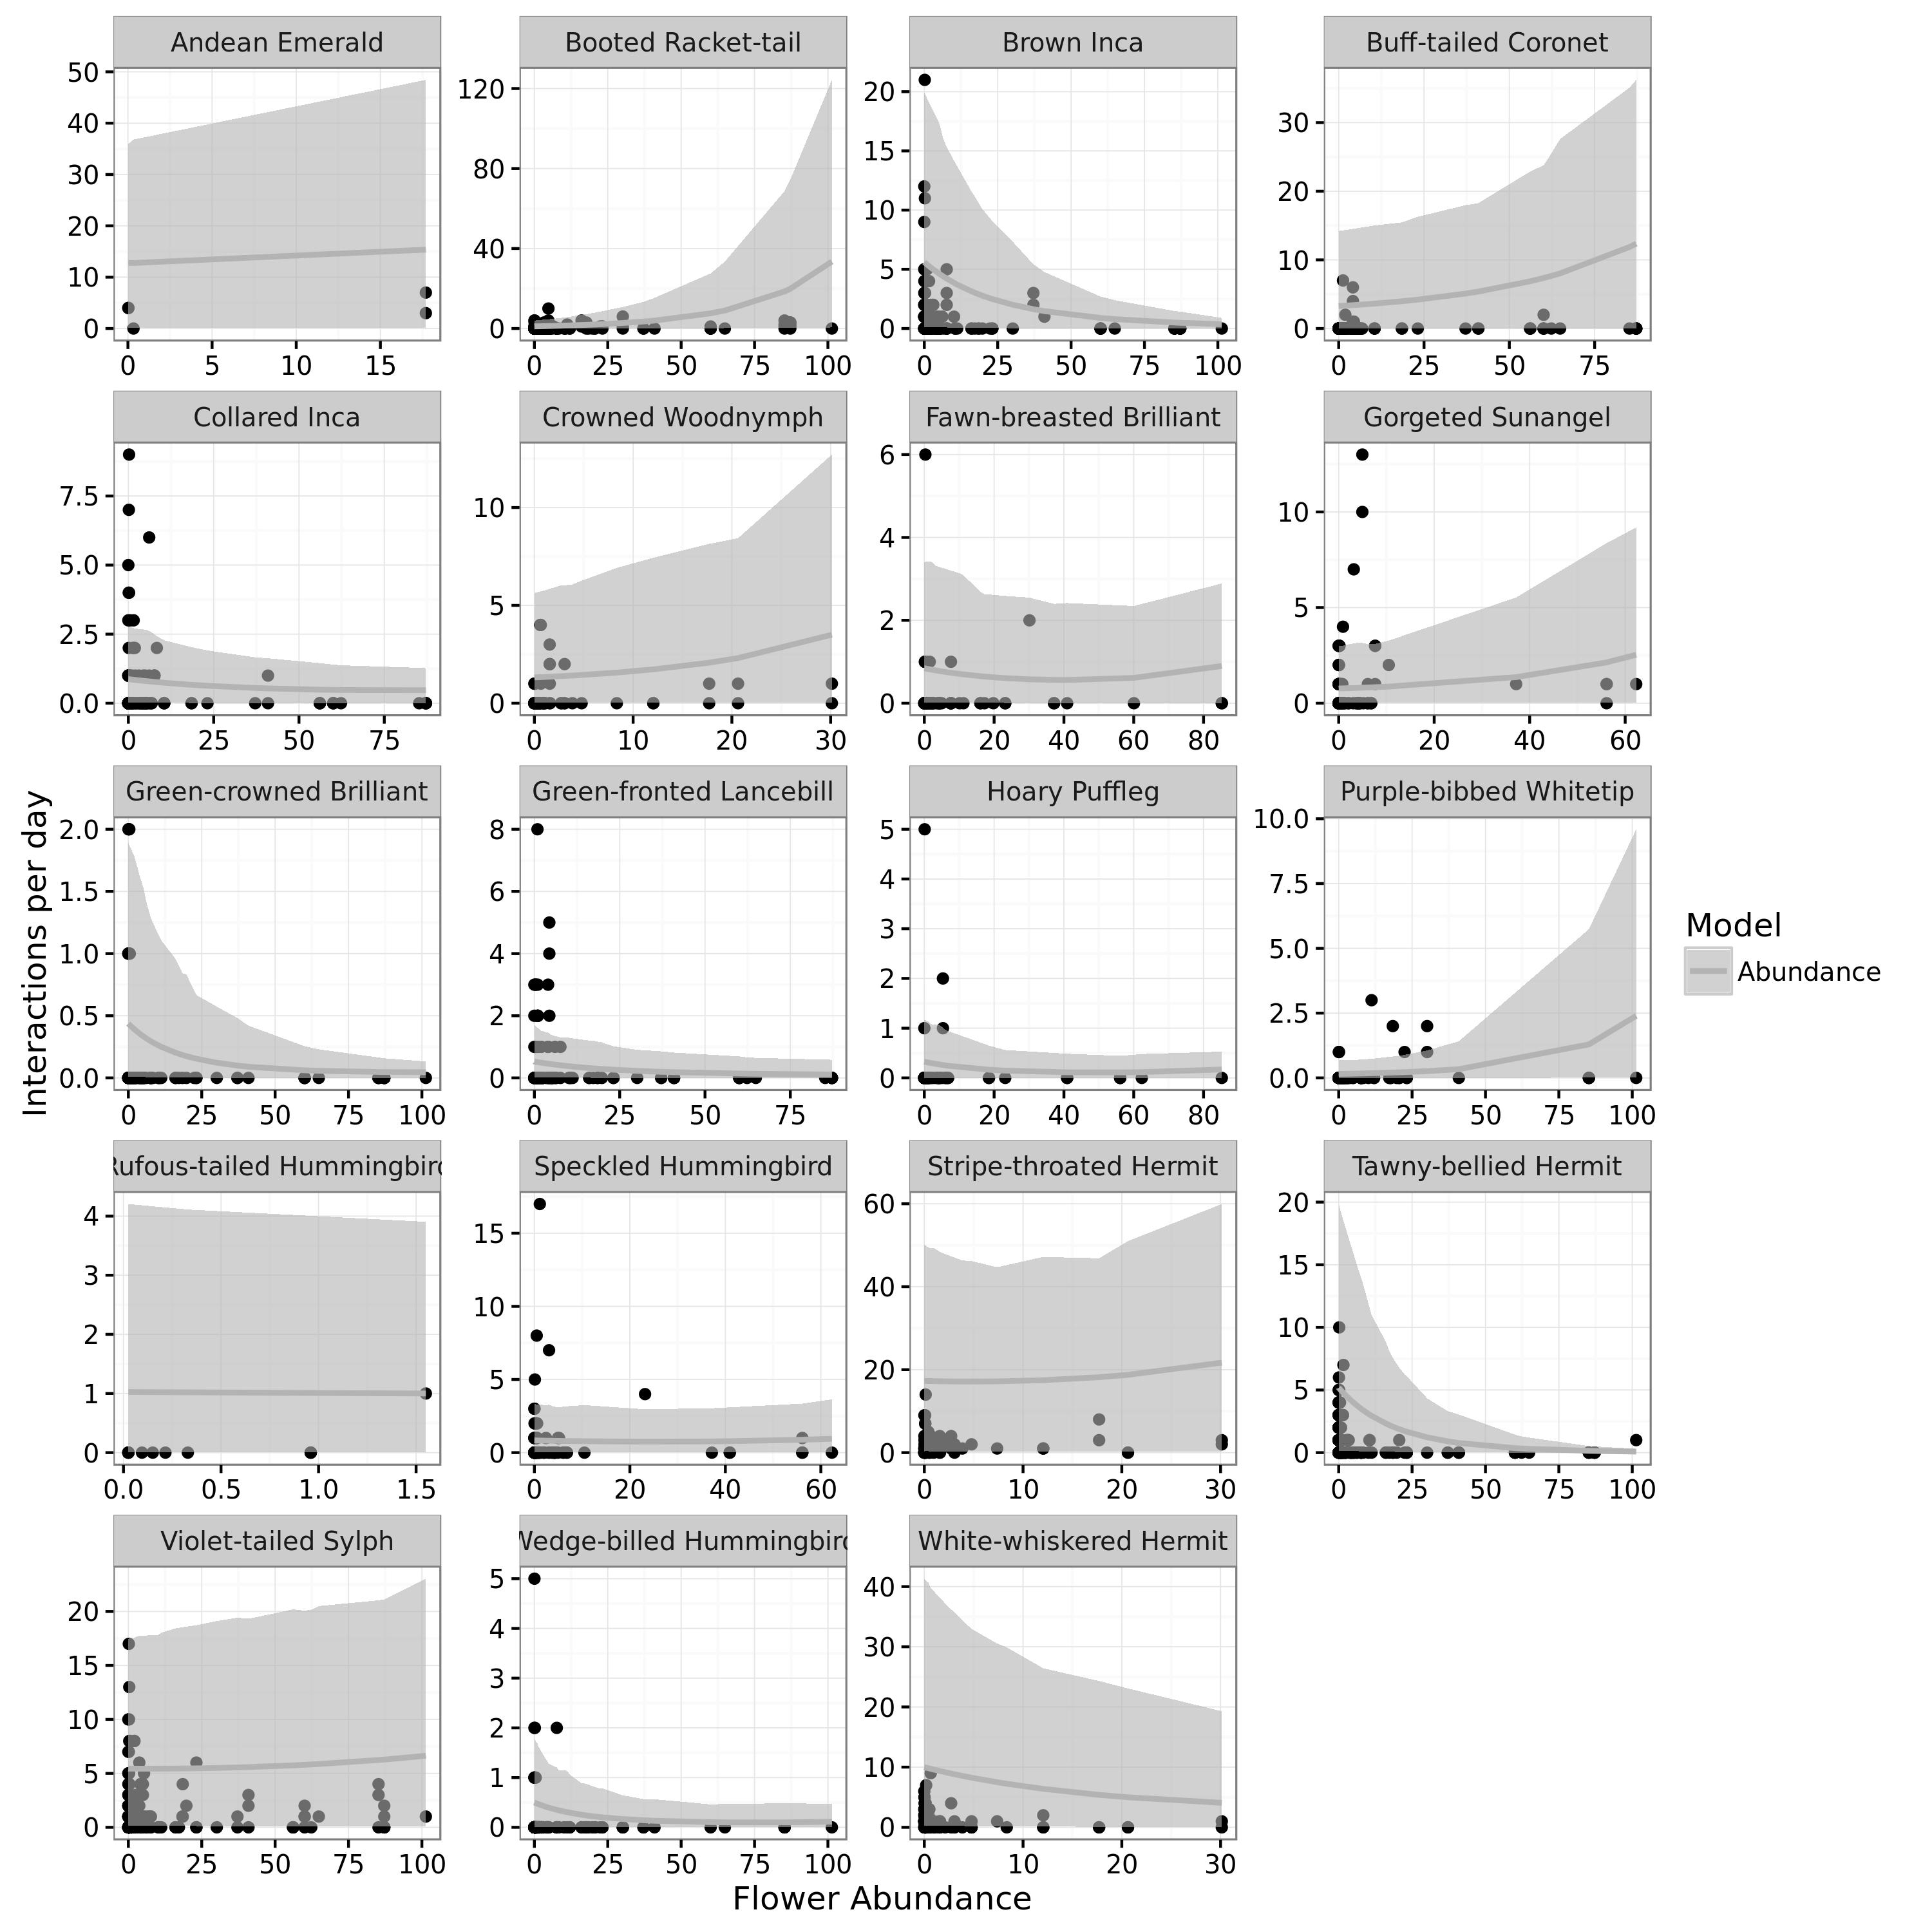 Andean Emerald
Booted Racket-tail
Brown Inca
Buff-tailed Coronet
50
40
30
20
10
0
0 5 10 15
120
80
40
0
0 25 50 75 100
20
15
10
5
0
0 25 50 75 100
30
20
10
0
0 25 50 75
Collared Inca
Crowned Woodnymph
Fawn-breasted Brilliant
Gorgeted Sunangel
7.5
5.0
2.5
0.0
0 25 50 75
10
5
0
0 10 20 30
6
4
2
0
0 20 40 60 80
10
5
0
0 20 40 60
Green-crowned Brilliant
Green-fronted Lancebill
Hoary Puffleg
Purple-bibbed Whitetip
2.0
1.5
1.0
0.5
0.0
0 25 50 75 100
8
6
4
2
0
0 25 50 75
5
4
3
2
1
0
0 20 40 60 80
10.0
7.5
5.0
2.5
0.0
0 25 50 75 100
Rufous-tailed Hummingbird
Speckled Hummingbird
Stripe-throated Hermit
Tawny-bellied Hermit
4
3
2
1
0
0.0 0.5 1.0 1.5
15
10
5
0
0 20 40 60
60
40
20
0
0 10 20 30
20
15
10
5
0
0 25 50 75 100
Violet-tailed Sylph
Wedge-billed Hummingbird
White-whiskered Hermit
20
15
10
5
0
0 25 50 75 100
5
4
3
2
1
0
0 25 50 75 100
40
30
20
10
0
0 10 20 30
Interactions per day
Flower Abundance
Model
Abundance